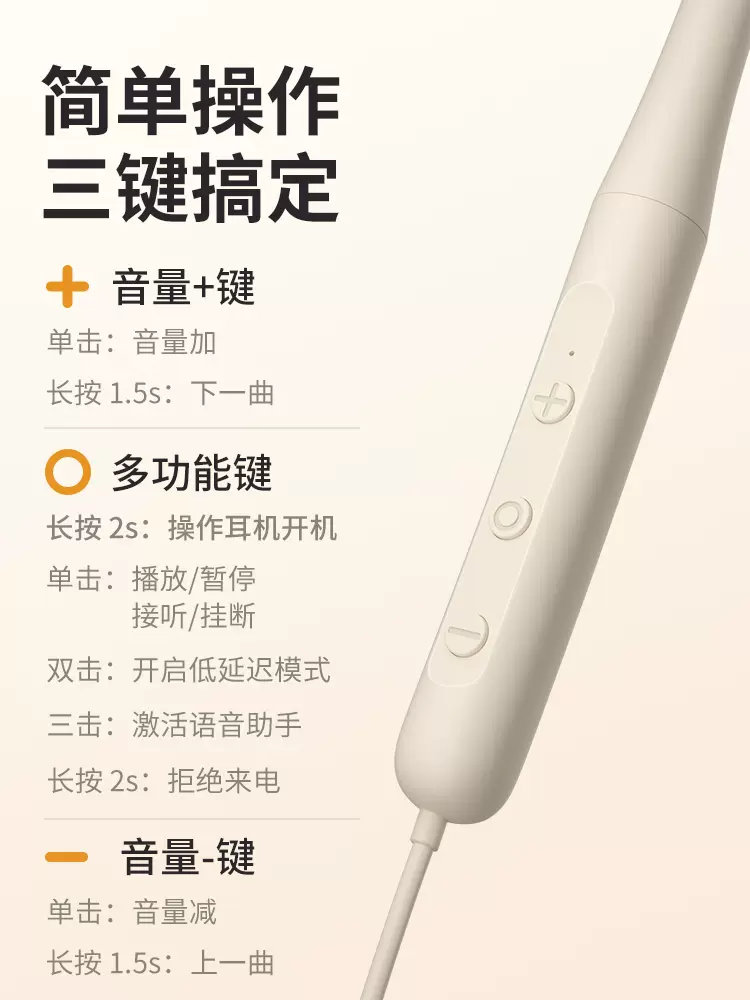 简单操作
三键搞定
音量+键
单击：音量加
长按 1.5s：下一曲
多功能键
长按 2s：操作耳机开机
单击：播放/暂停
接听/挂断
双击：开启低延迟模式
三击：激活语音助手
长按 2s：拒绝来电
音量-键
单击：音量减
长按 1.5s：上一曲